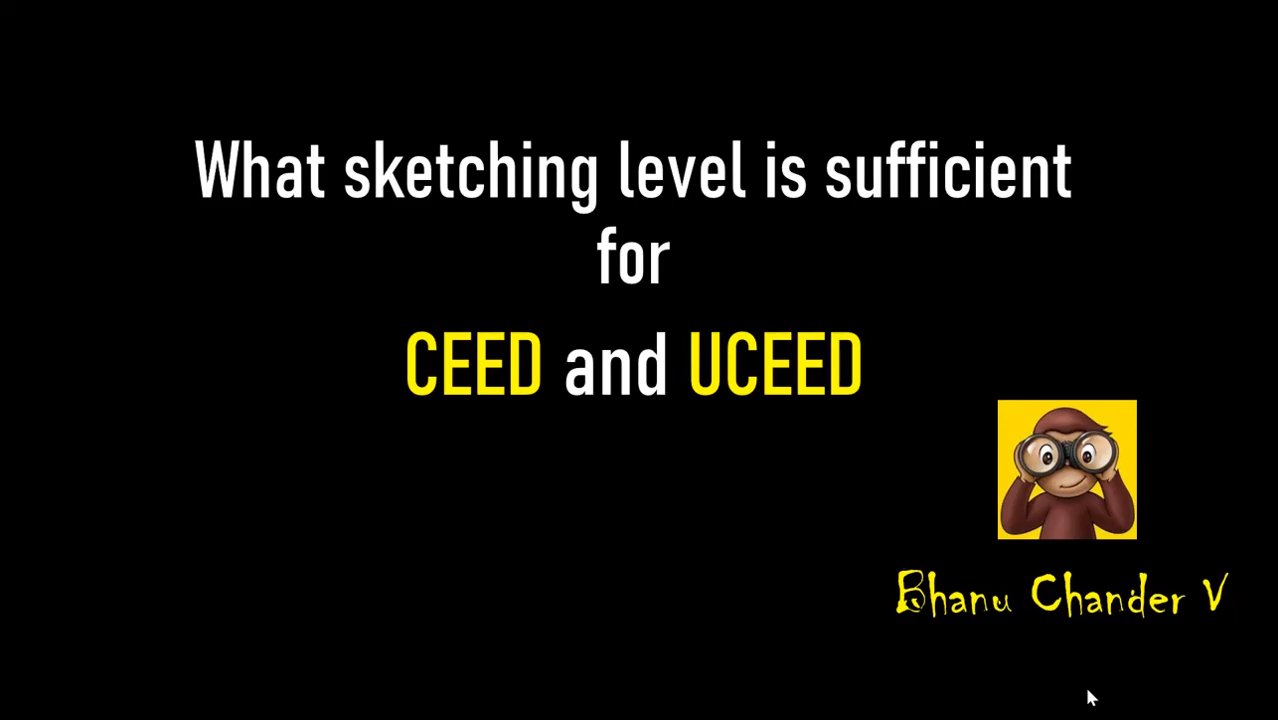 What sketching level is sufficient
for
CEED and UCEED
Bhanu Chander V